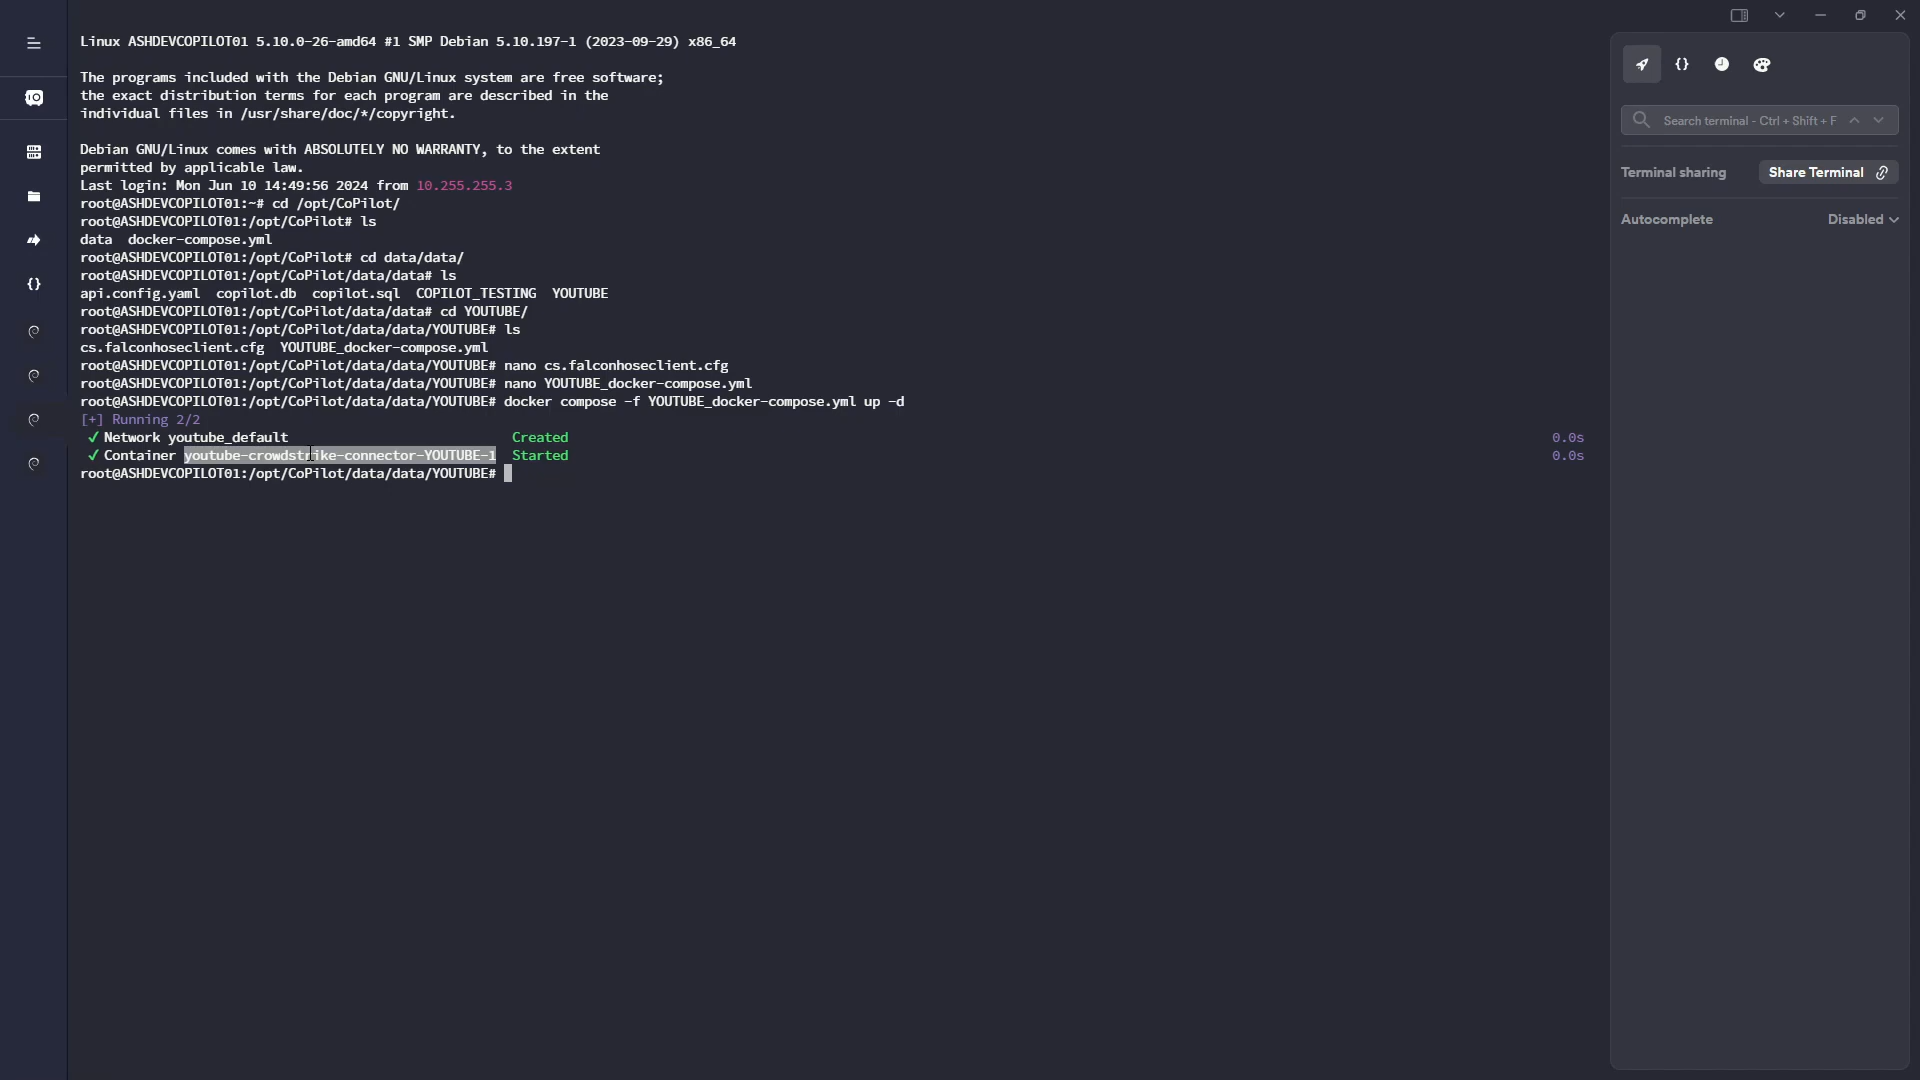 Linux ASHDEVCOPILOT01 5.10.0-26-amd64 #1 SMP Debian 5.10.197-1 (2023-09-29) x86_64
The programs included with the Debian GNU/Linux system are free software;
the exact distribution terms for each program are described in the
individual files in /usr/share/doc/*/copyright.
Debian GNU/Linux comes with ABSOLUTELY NO WARRANTY, to the extent
permitted by applicable law.
Last login: Mon Jun 10 14:49:56 2024 from 10.255.255.3
root@ASHDEVCOPILOT01:~# cd /opt/CoPilot/
root@ASHDEVCOPILOT01:/opt/CoPilot# ls
data  docker-compose.yml
root@ASHDEVCOPILOT01:/opt/CoPilot# cd data/data/
root@ASHDEVCOPILOT01:/opt/CoPilot/data/data# ls
api.config.yaml  copilot.db  copilot.sql  COPILOT_TESTING  YOUTUBE
root@ASHDEVCOPILOT01:/opt/CoPilot/data/data# cd YOUTUBE/
root@ASHDEVCOPILOT01:/opt/CoPilot/data/data/YOUTUBE# ls
cs.falconhoseclient.cfg  YOUTUBE_docker-compose.yml
root@ASHDEVCOPILOT01:/opt/CoPilot/data/data/YOUTUBE# nano cs.falconhoseclient.cfg
root@ASHDEVCOPILOT01:/opt/CoPilot/data/data/YOUTUBE# nano YOUTUBE_docker-compose.yml
root@ASHDEVCOPILOT01:/opt/CoPilot/data/data/YOUTUBE# docker compose -f YOUTUBE_docker-compose.yml up -d
[+] Running 2/2
✓ Network youtube_default Created 0.0s
✓ Container youtube-crowdstrike-connector-YOUTUBE-1 Started 0.0s
root@ASHDEVCOPILOT01:/opt/CoPilot/data/data/YOUTUBE#
{}
Search terminal - Ctrl + Shift + F
Terminal sharing Share Terminal
Autocomplete Disabled
{}